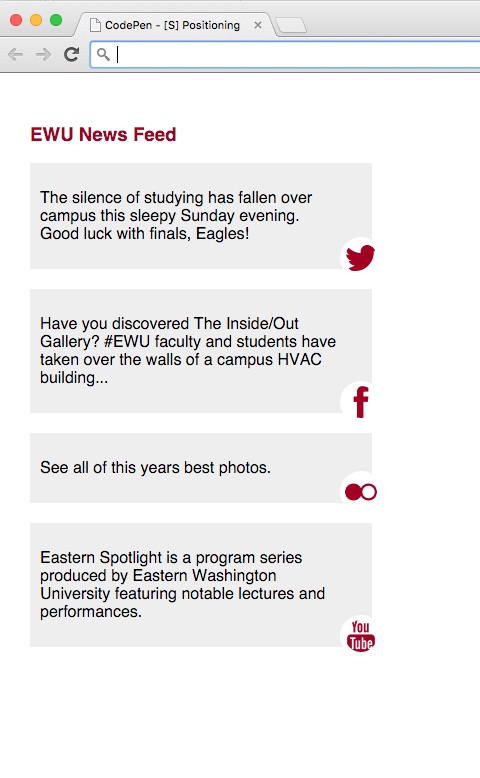 CodePen - [S] Positioning
EWU News Feed
The silence of studying has fallen over
campus this sleepy Sunday evening.
Good luck with finals, Eagles!
Have you discovered The Inside/Out
Gallery? #EWU faculty and students have
taken over the walls of a campus HVAC
building...
f
See all of this years best photos.
Eastern Spotlight is a program series
produced by Eastern Washington
University featuring notable lectures and
performances.
You
Tube